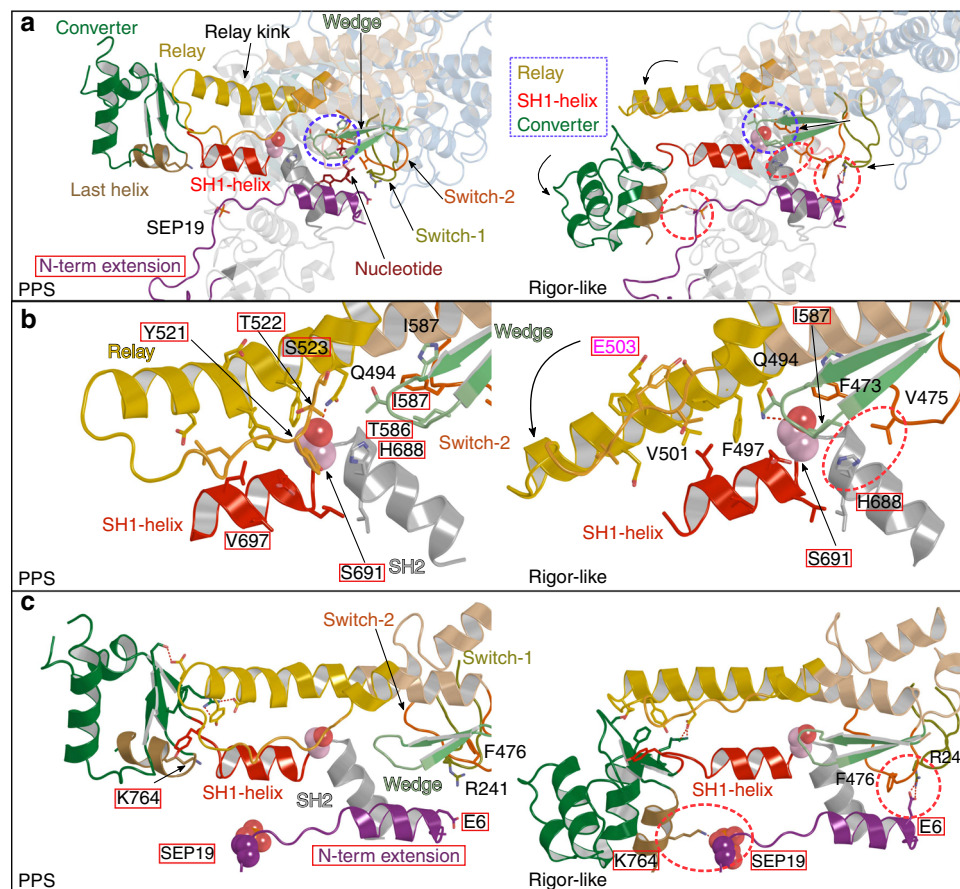 a
Converter
Relay
Relay kink
Wedge
Last helix
SH1-helix
Switch-2
Switch-1
SEP19
Nucleotide
N-term extension
PPS
Relay
SH1-helix
Converter
Rigor-like
b
Y521
T522
S523
I587
Relay
Q494
I587
T586
Switch-2
H688
SH1-helix
V697
SH2
S691
PPS
Wedge
I587
E503
Q494
F473
V475
V501
F497
H688
SH1-helix
S691
Rigor-like
c
Switch-2
Switch-1
F476
Wedge
R241
SH1-helix
K764
SH2
E6
SEP19
N-term extension
PPS
R24
F476
SH1-helix
E6
K764
SEP19
Rigor-like